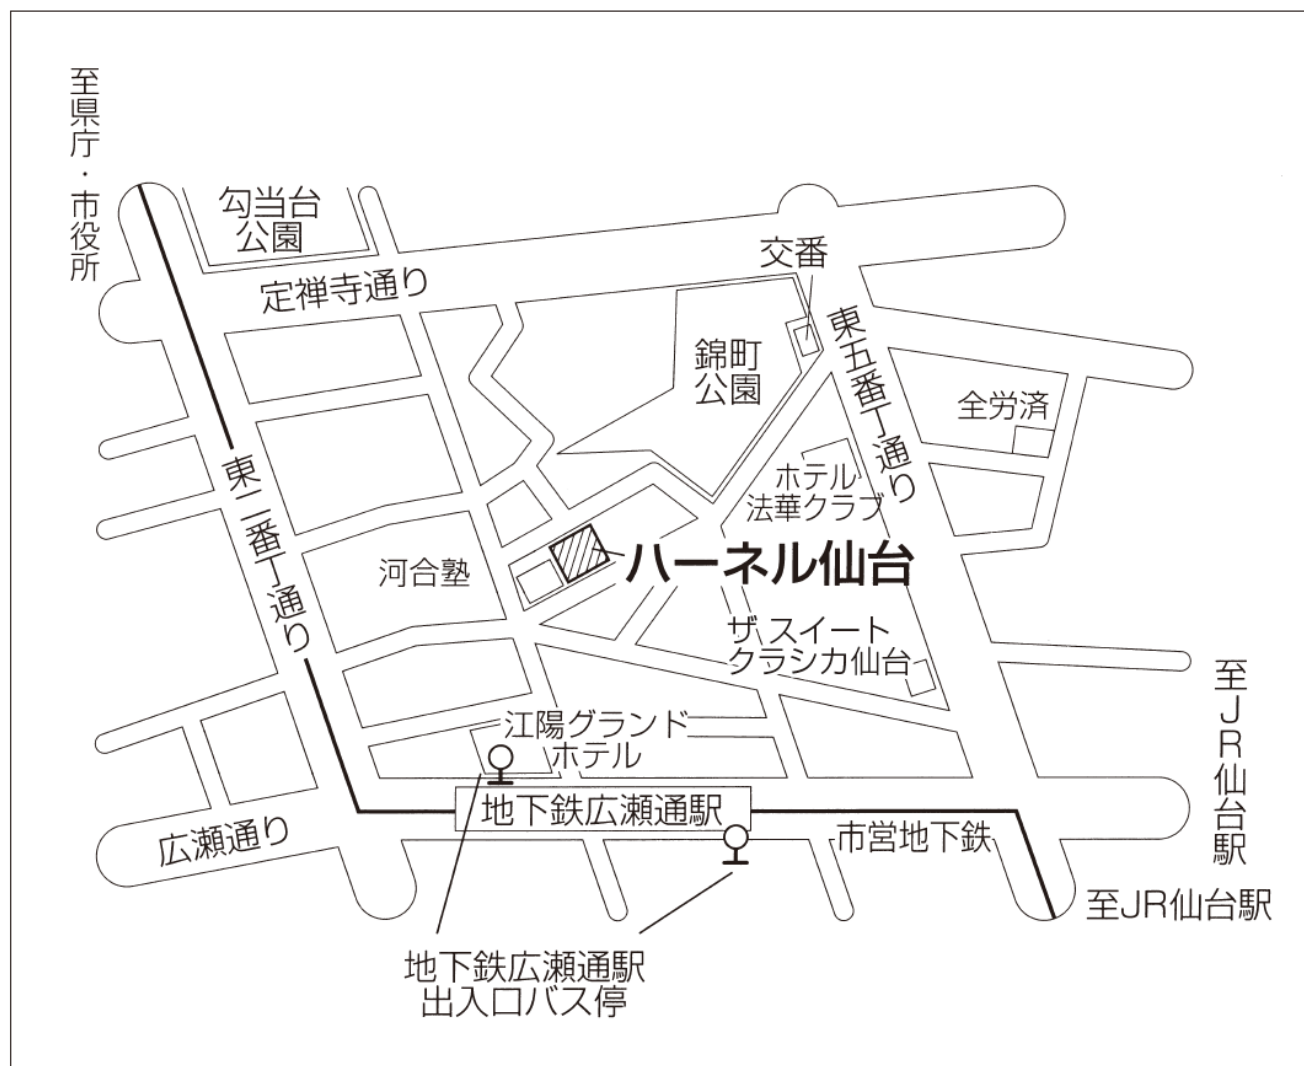 至県庁・市役所
勾当台
公園
定禅寺通り
交番
錦町
公園
東五番丁通り
全労済
ホテル
法華クラブ
東二番丁通り
河合塾
ハーネル仙台
ザ スイート
クラシカ仙台
江陽グランド
ホテル
至JR仙台駅
地下鉄広瀬通駅
広瀬通り
市営地下鉄
至JR仙台駅
地下鉄広瀬通駅
出入口バス停